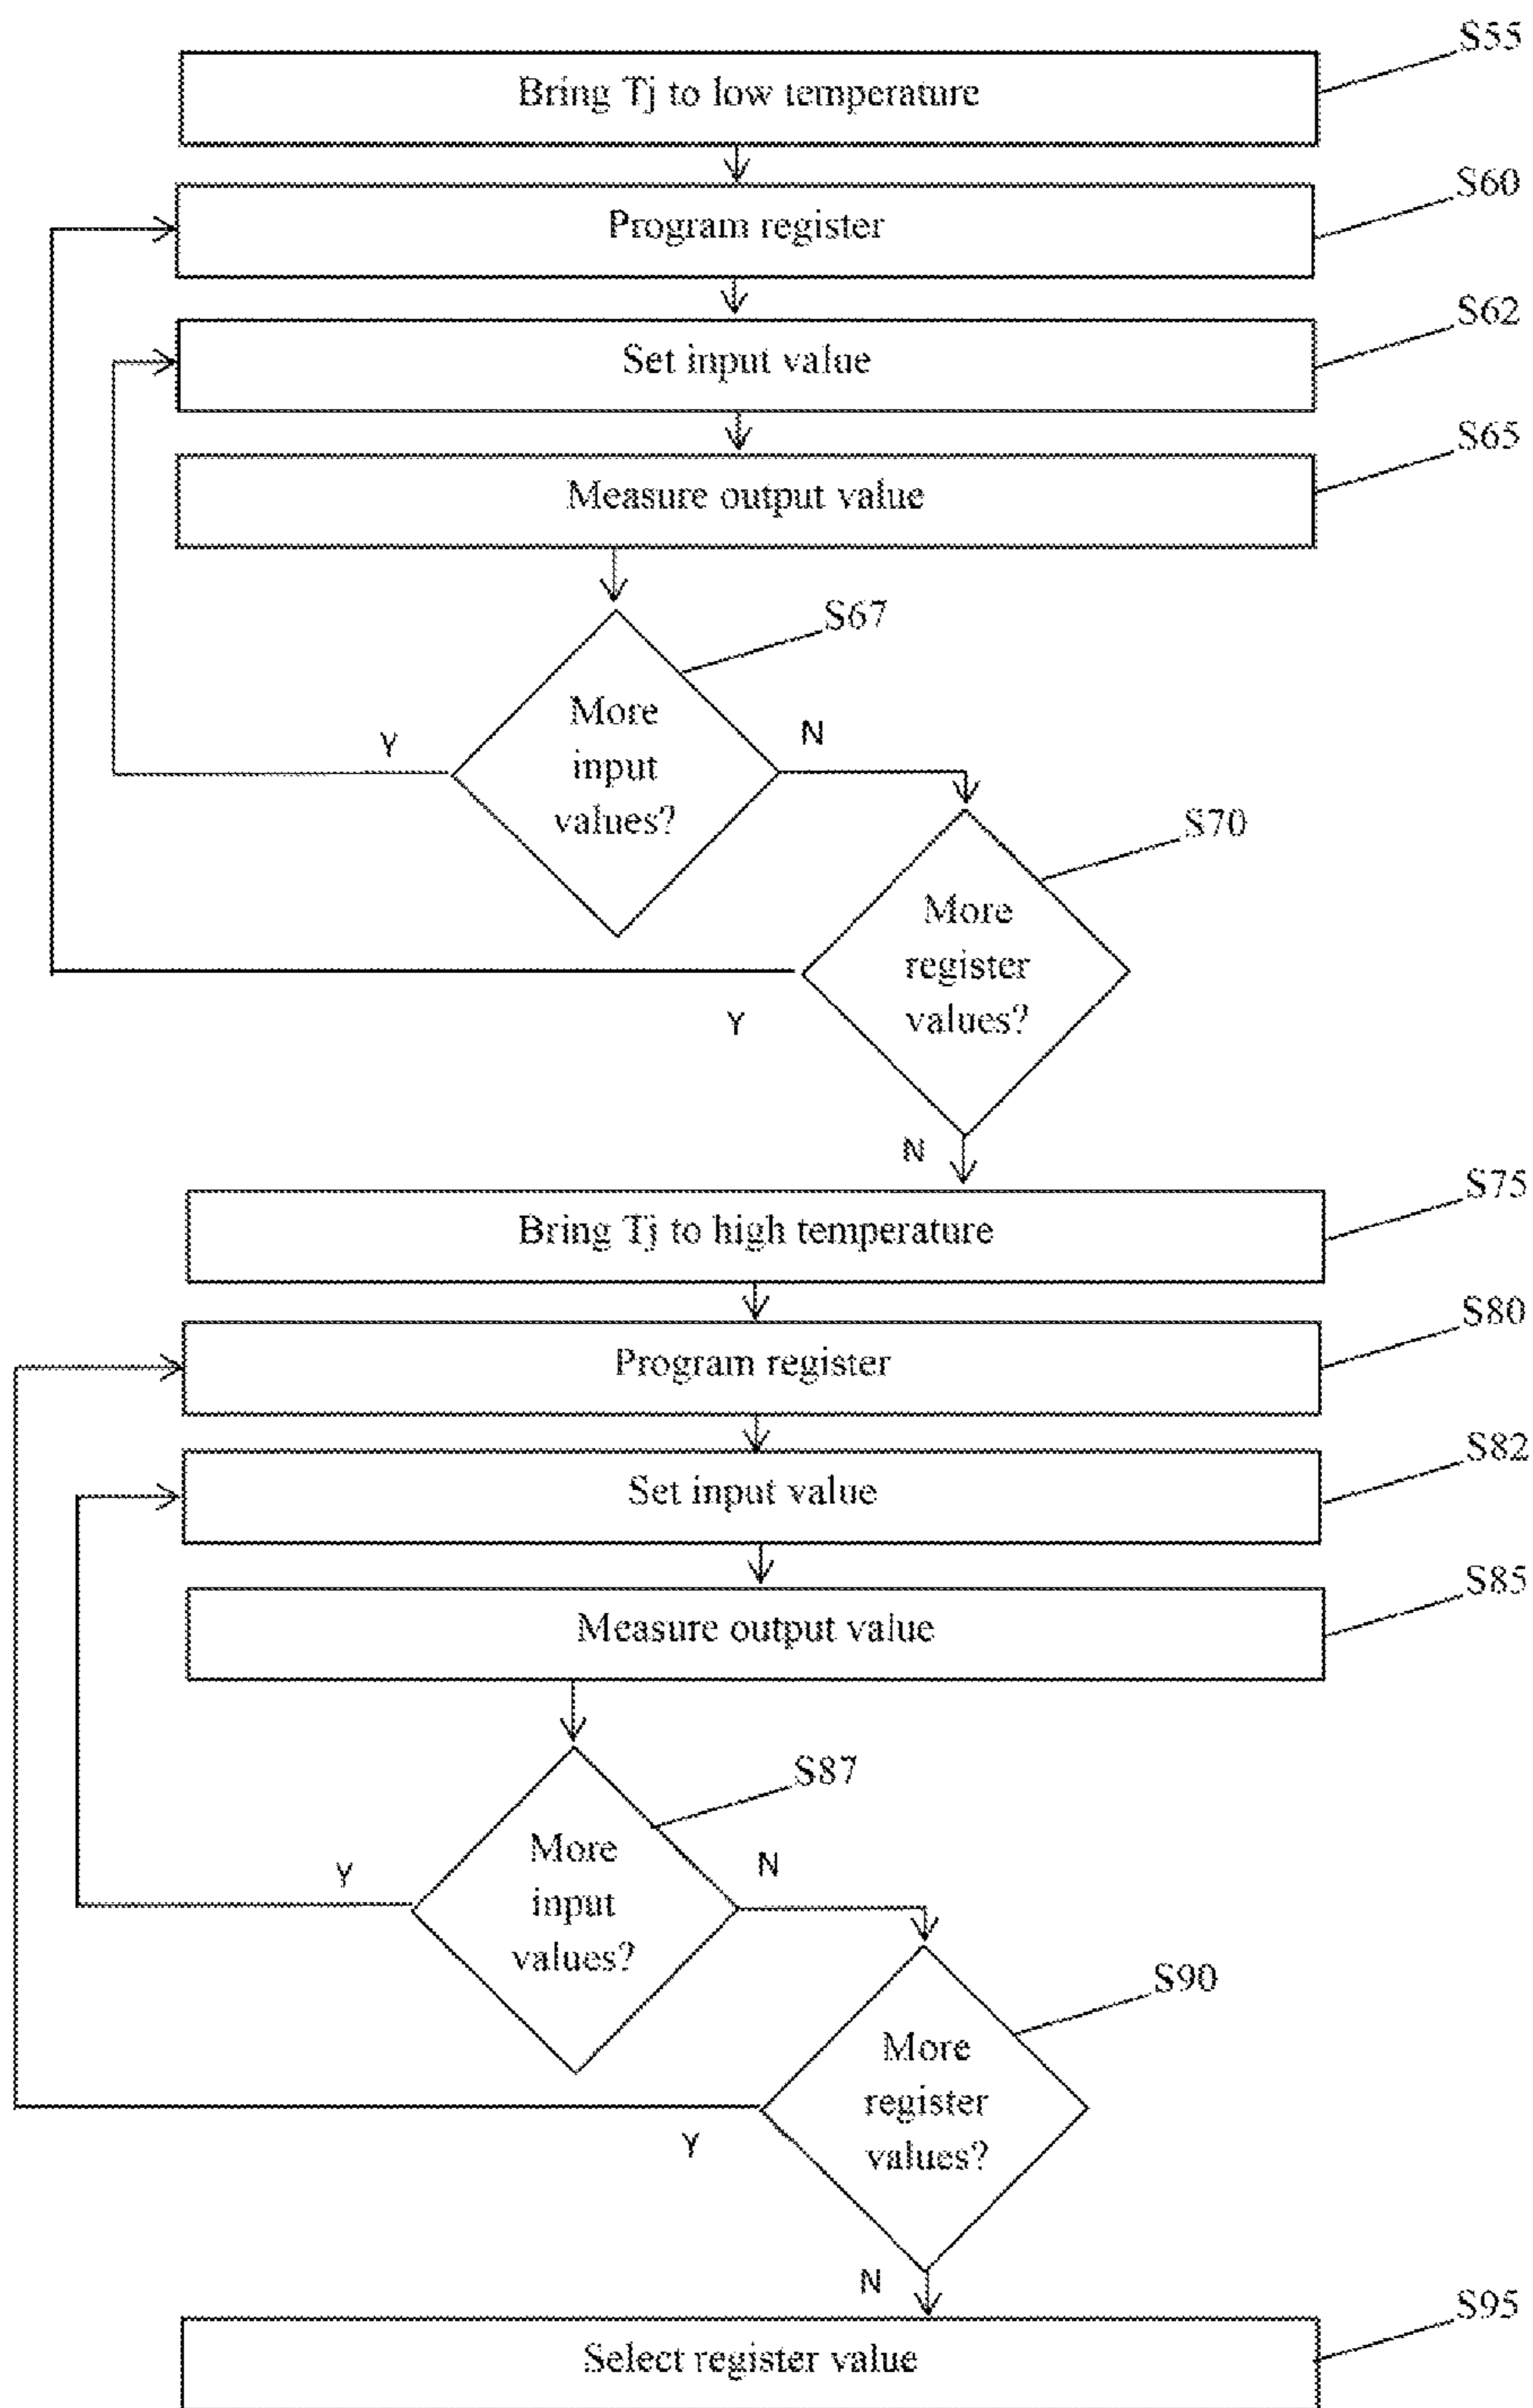 S55
Bring Tj to low temperature
S60
Program register
S62
Set input value
S65
Measure output value
S67
More
input
values?
Y
N
S70
More
register
values?
Y
N
S75
Bring Tj to high temperature
S80
Program register
S82
Set input value
S85
Measure output value
S87
More
input
values?
Y
N
S90
More
register
values?
Y
N
S95
Select register value